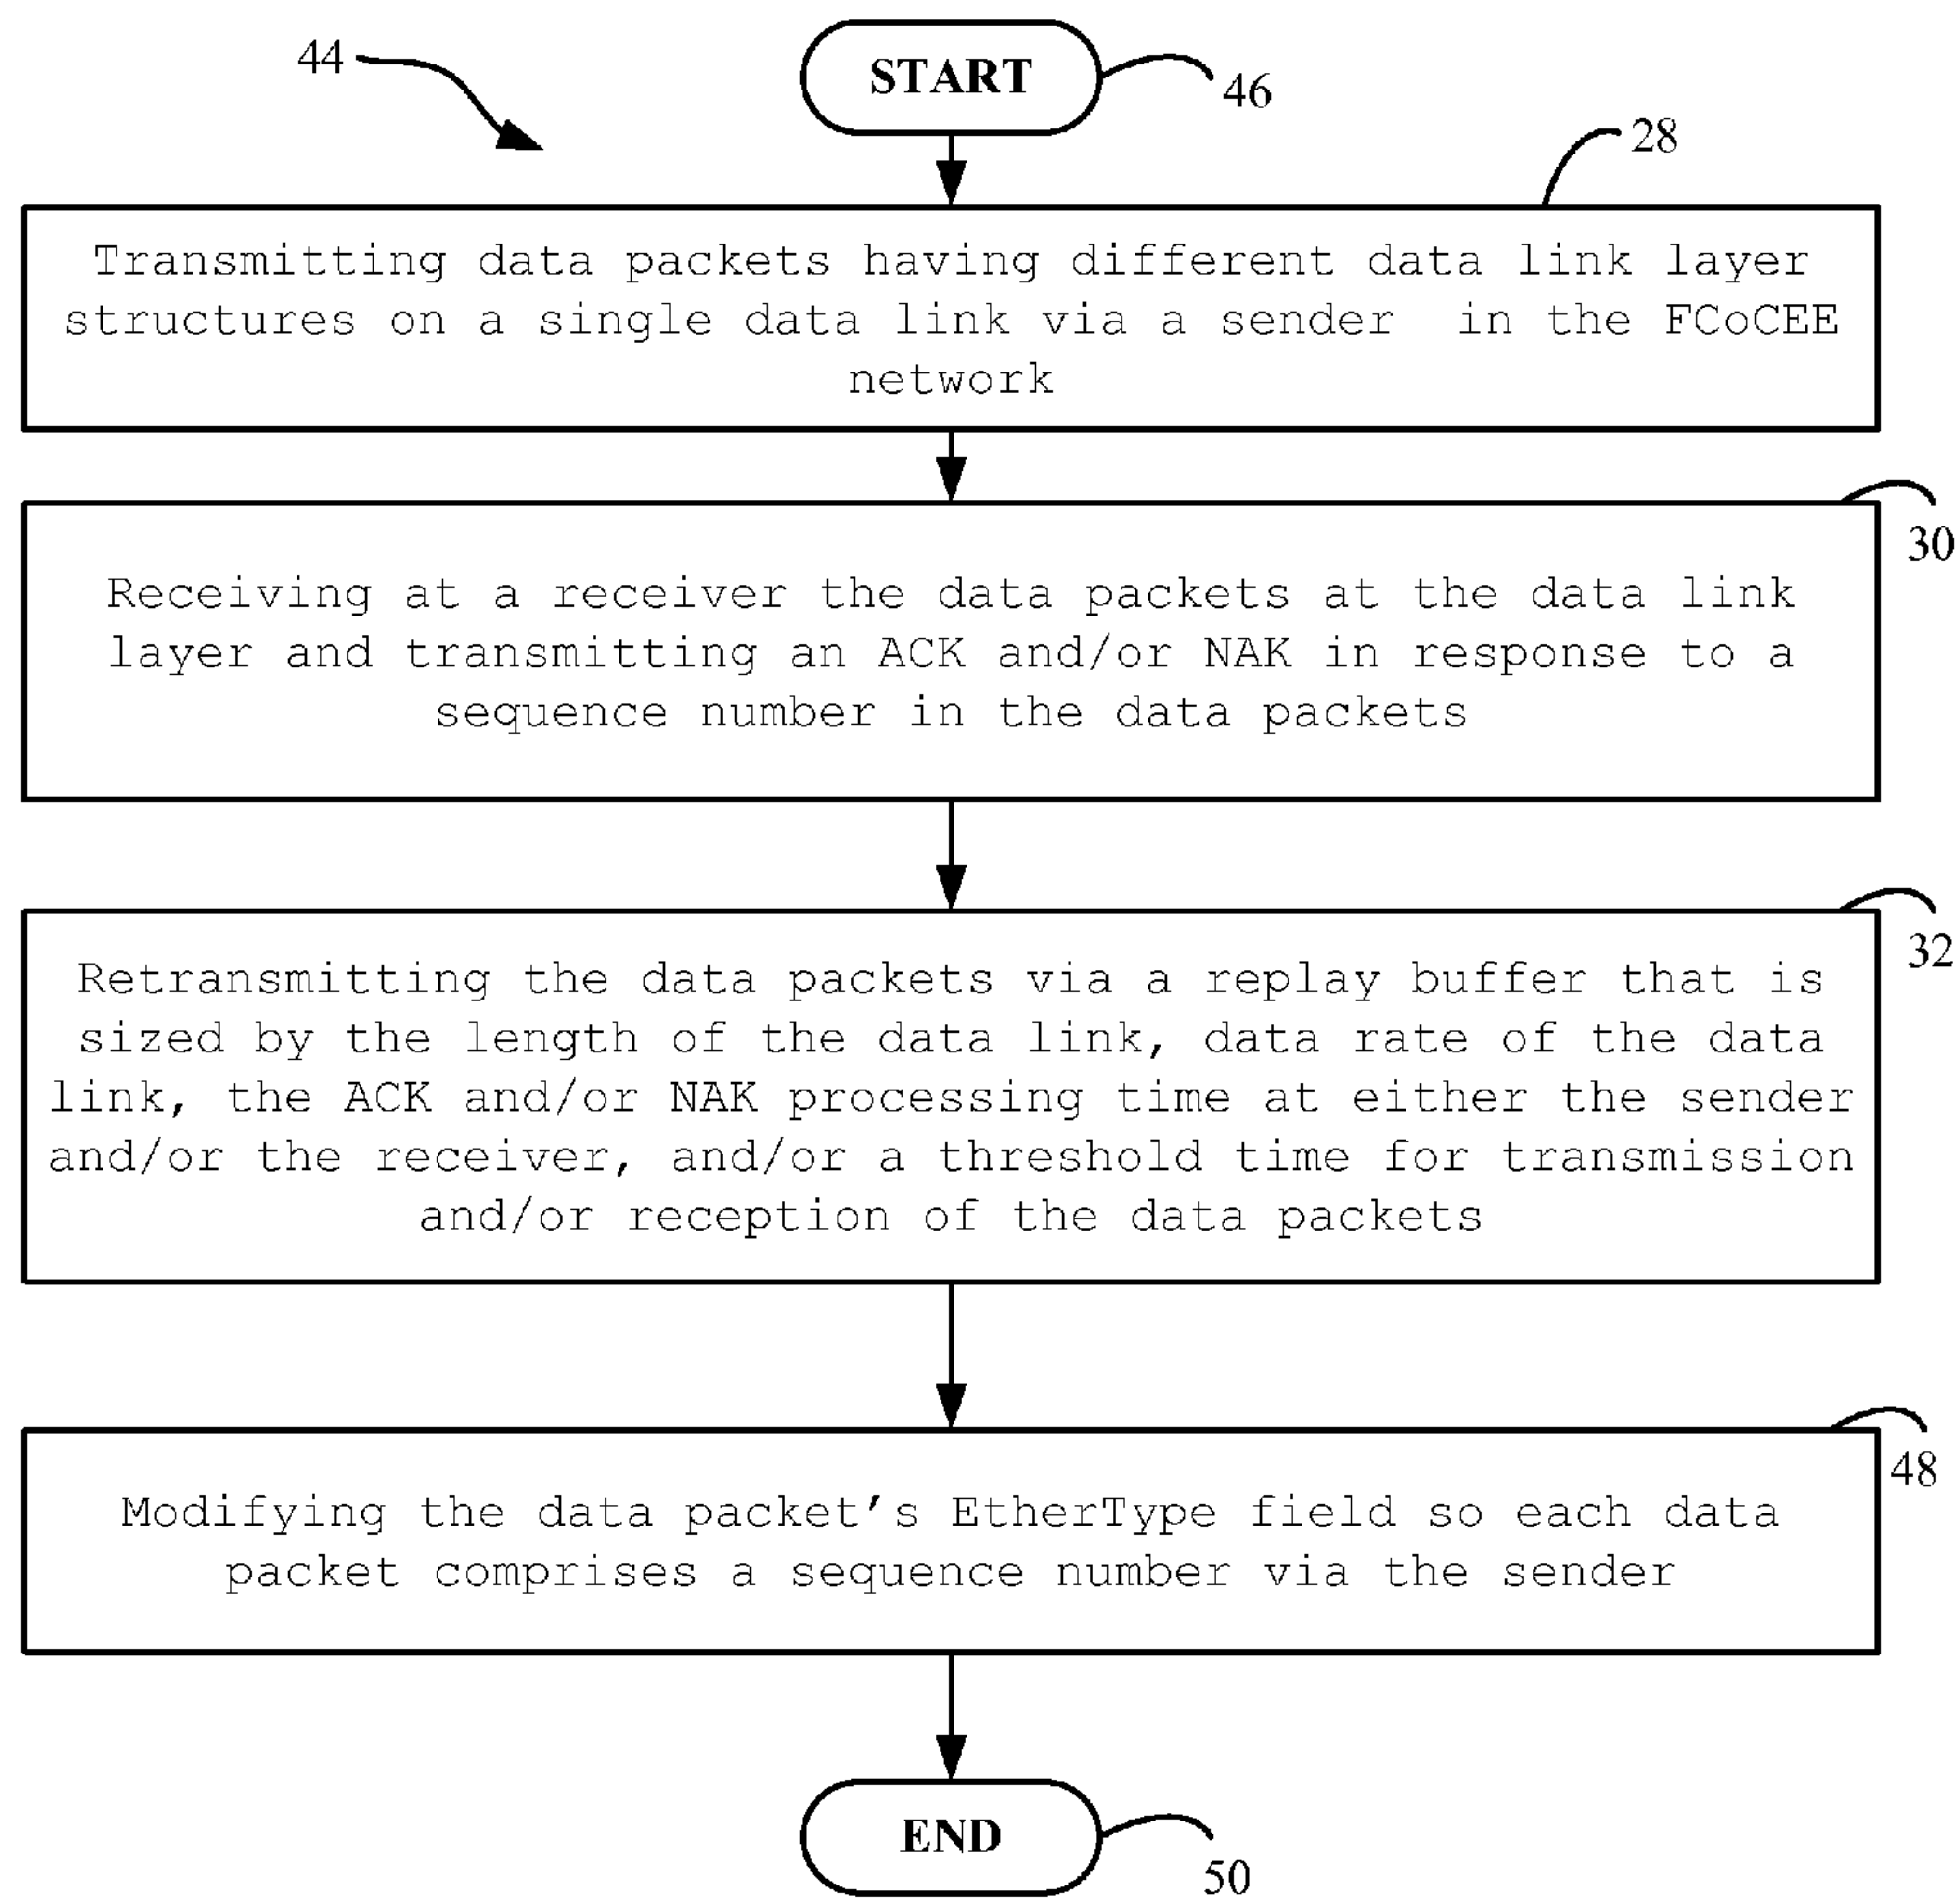 START
44
46
28
Transmitting data packets having different data link layer
structures on a single data link via a sender in the FCoCEE
network
30
Receiving at a receiver the data packets at the data link
layer and transmitting an ACK and/or NAK in response to a
sequence number in the data packets
32
Retransmitting the data packets via a replay buffer that is
sized by the length of the data link, data rate of the data
link, the ACK and/or NAK processing time at either the sender
and/or the receiver, and/or a threshold time for transmission
and/or reception of the data packets
48
Modifying the data packet’s EtherType field so each data
packet comprises a sequence number via the sender
END
50